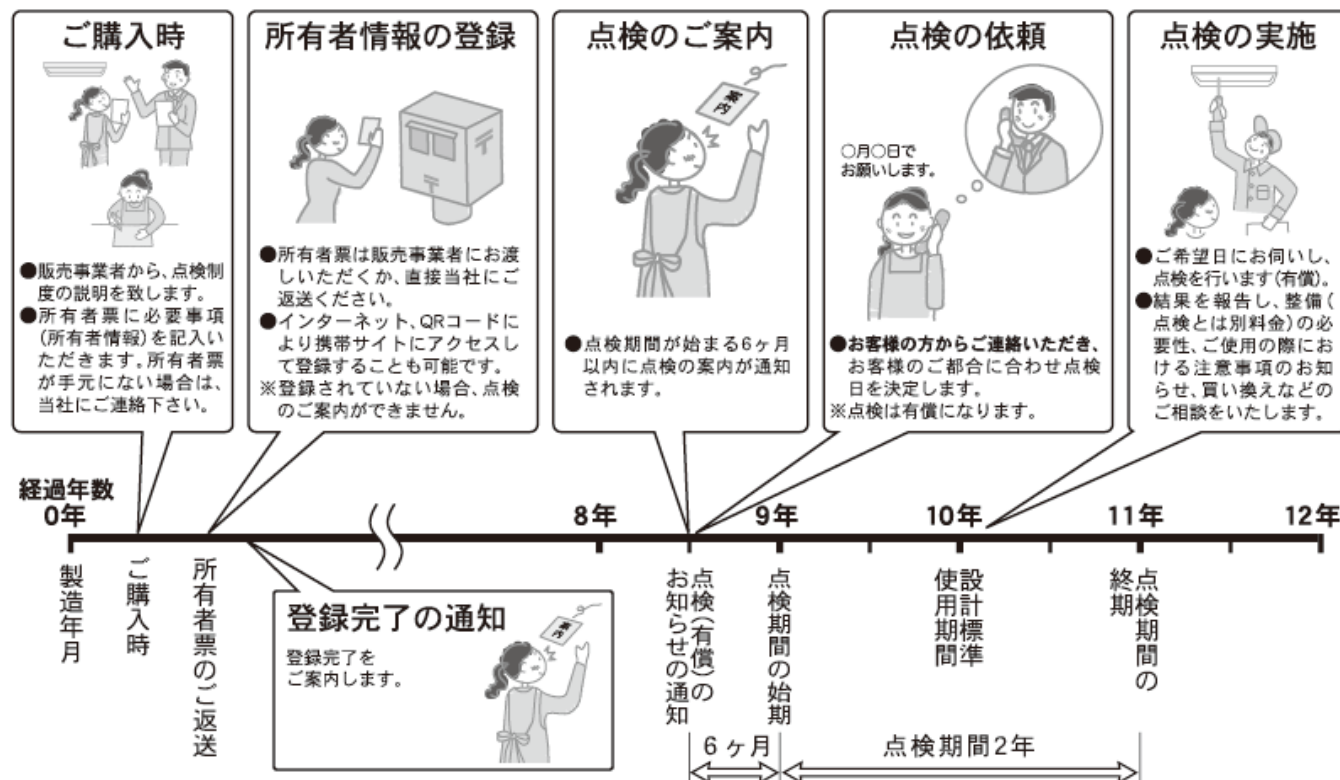 ご購入時
●販売事業者から、点検制
度の説明を致します。
●所有者票に必要事項
(所有者情報)を記入い
ただきます。所有者票
が手元にない場合は、
当社にご連絡下さい。
所有者情報の登録
●所有者票は販売事業者にお渡
しいただくか、直接当社にご
返送ください。
●インターネット、QRコードに
より携帯サイトにアクセスし
て登録することも可能です。
※登録されていない場合、点検
のご案内ができません。
点検のご案内
案内
●点検期間が始まる6ヶ月
以内に点検の案内が通知
されます。
点検の依頼
○月○日で
お願いします。
●お客様の方からご連絡いただき、
お客様のご都合に合わせ点検
日を決定します。
※点検は有償になります。
点検の実施
●ご希望日にお伺いし、
点検を行います(有償)。
●結果を報告し、整備(
点検とは別料金)の必
要性、ご使用の際にお
ける注意事項のお知
らせ、買い換えなどの
ご相談をいたします。
経過年数
0年
8年
9年
10年
11年
12年
製造年月
ご購入時
所有者票のご返送
登録完了の通知
登録完了を
ご案内します。
案内
点検(有償)の
お知らせの通知
点検期間の始期
設計標準
使用期間
点検期間の
終期
6ヶ月
点検期間2年